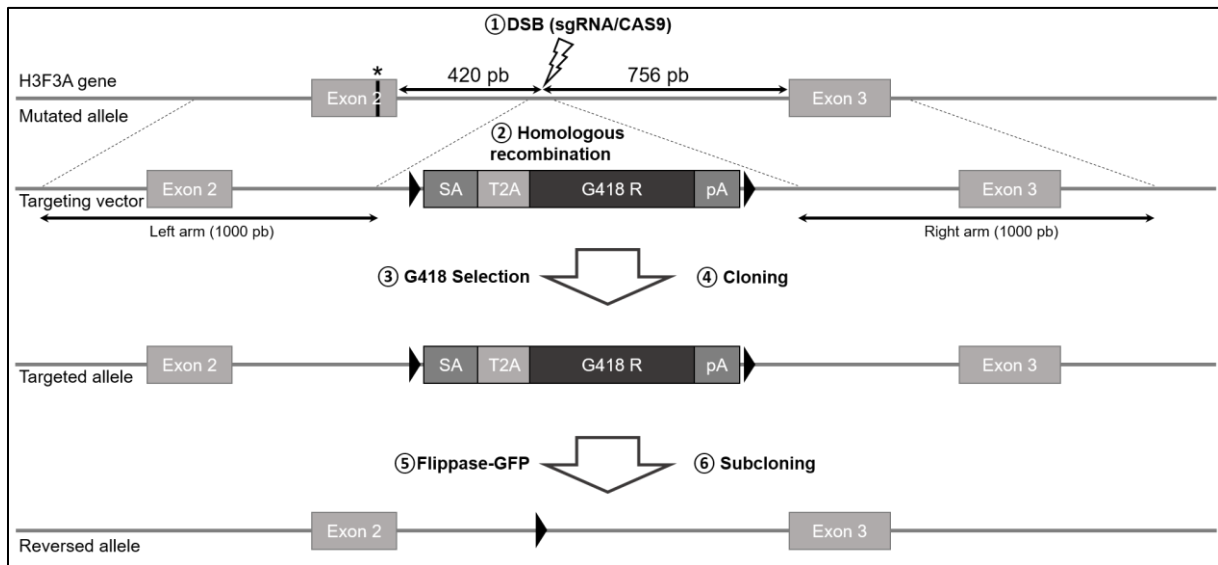 ①DSB (sgRNA/CAS9)
H3F3A gene
*
420 pb
756 pb
Exon 2
Exon 3
Mutated allele
② Homologous
recombination
Exon 2
SA
T2A
G418 R
pA
Exon 3
Targeting vector
Left arm (1000 pb)
Right arm (1000 pb)
③ G418 Selection
④ Cloning
Exon 2
SA
T2A
G418 R
pA
Exon 3
Targeted allele
⑤Flippase-GFP
⑥ Subcloning
Exon 2
Exon 3
Reversed allele